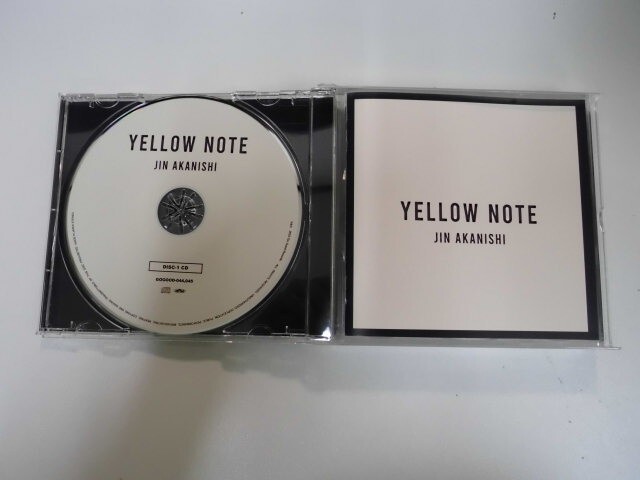 YELLOW NOTE
JIN AKANISHI
DISC-1 CD
YELLOW NOTE
JIN AKANISHI